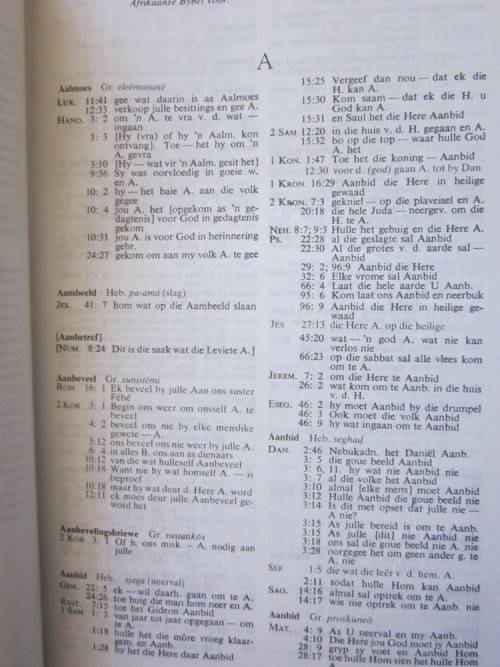 Afrikaanse Bybel voor.
A
Aalmoes Gr. eleēmosunē
LUK. 11:41 gee wat daarin is as Aalmoes
12:33 verkoop julle besittings en gee A.
HAND. 3: 2 om 'n A. te vra v. d. wat —
ingaan
3: 3 [Hy (vra) of hy 'n Aalm. kon
ontvang]. Toe — het hy om 'n
A. gevra
3:10 [Hy — wat vir 'n Aalm. gesit het]
9:36 Sy was oorvloedig in goeie w.
en A.
10: 2 hy — het baie A. aan die volk
gegee
10: 4 jou A. het [opgekom as 'n ge-
dagtenis] voor God in gedagtenis
gekom
10:31 jou A. is voor God in herinnering
gebr.
24:27 gekom om aan my volk A. te gee
Aambeeld Heb. pa-amá (slag)
JES. 41: 7 hom wat op die Aambeeld slaan
[Aanbetref]
[NUM. 8:24 Dit is die saak wat die Leviete A.]
Aanbeveel Gr. sunistēmi
ROM. 16: 1 Ek beveel by julle Aan ons suster
Fébé
2 KOR. 3: 1 Begin ons weer om onsself A. te
beveel
4: 2 beveel ons nie by elke menslike
gewete — A.
5:12 ons beveel ons nie weer by julle A.
6: 4 in alles B. ons aan as dienaars
10:12 van die wat hulleself Aanbeveel
10:18 Want nie hy wat homself A. — is
beproef
10:18 maar hy wat deur d. Here A. word
12:11 ek moes deur julle Aanbeveel ge-
word het
Aanbevelingsbriewe Gr. sustatikós
2 KOR. 3: 1 Of h. ons misk. – A. nodig aan
julle
Aanbid Heb. sjaga (neerval)
GEN. 22: 5 ek — wil daarh. gaan om te A.
24:26 toe buig die man hom neer en A.
RIGT. 7:15 toe het Gideon Aanbid
1 SAM. 1: 3 van jaar tot jaar opgegaan — om
te A.
1:19 hulle het die môre vroeg klaar-
gem. en Aanb.
1:28 hy het die Here daar Aanbid
15:25 Vergeef dan nou — dat ek die
H. kan A.
15:30 Kom saam — dat ek die H. u
God kan A.
15:31 en Saul het die Here Aanbid
2 SAM 12:20 in die huis v. d. H. gegaan en A.
15:32 bo op die top — waar hulle God
A. het
1 KON. 1:47 Toe het die koning — Aanbid
12:30 voor d. (god) gaan A. tot by Dan
1 KRON. 16:29 Aanbid die Here in heilige
gewaad
2 KRON. 7:3 gekniel — op die plaveisel en A.
20:18 die hele Juda — neergev. om die
H. te A.
NEH. 8:7; 9:3 Hulle het gebuig en die Here A.
PS. 22:28 al die geslagte sal Aanbid
22:30 Al die grotes v. d. aarde sal —
Aanbid
29: 2; 96:9 Aanbid die Here
32: 6 Elke vrome sal Aanbid
66: 4 Laat die hele aarde U Aanb.
95: 6 Kom laat ons Aanbid en neerbuk
96: 9 Aanbid die Here in heilige ge-
waad
JES 27:13 die Here A. op die heilige
45:20 wat — 'n god A. wat nie kan
verlos nie
66:23 op die sabbat sal alle vlees kom
om te A.
JEREM. 7: 2 om die Here te Aanbid
26: 2 wat kom om te Aanb. in die huis
v. d. H.
ESEG. 46: 2 hy moet Aanbid by die drumpel
46: 3 Ook moet die volk Aanbid
46: 9 hy wat ingaan om te Aanbid
Aanbid Heb. seghad
DAN. 2:46 Nebukadn. het Daniël Aanb.
3: 5 die goue beeld Aanbid
3: 6, 11. hy wat nie Aanbid nie
3: 7 al die volke het Aanbid
3:10 almal [elke mens] moet Aanbid
3:12 Hulle Aanbid die goue beeld nie
3:14 Is dit met opset dat julle nie —
A nie?
3:15 As julle bereid is om te Aanb.
3:15 As julle [dit] nie Aanbid nie
3:18 ons sal die goue beeld nie A. nie
3:28 oorgegee het om geen ander g. te
A. nie
SEF. 1:5 die wat die leër v. d. hem. A.
2:11 sodat hulle Hom kan Aanbid
SAG. 14:16 almal sal optrek om te A.
14:17 wie nie optrek om te Aanb. nie
Aanbid Gr. proskuneō
MAT. 4: 9 As U neerval en my Aanb.
4:10 Die Here jou God moet jy Aanbid
28: 9 gryp sy voet en Aanbid Hom
28:17 toe hulle Hom sien het hulle Hom